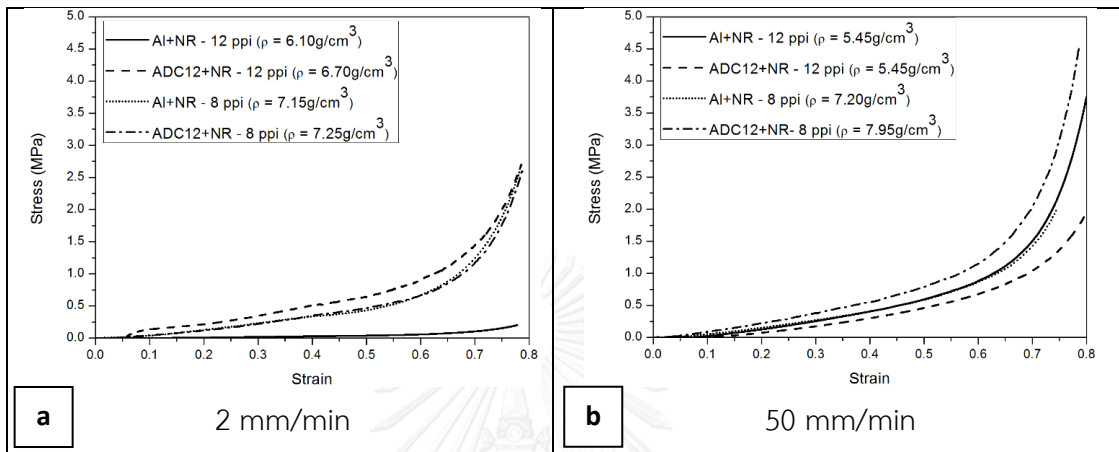 5.0
4.5
4.0
3.5
3.0
2.5
2.0
1.5
1.0
0.5
0.0
Stress (MPa)
Al+NR - 12 ppi (ρ = 6.10g/cm³)
ADC12+NR - 12 ppi (ρ = 6.70g/cm³)
Al+NR - 8 ppi (ρ = 7.15g/cm³)
ADC12+NR - 8 ppi (ρ = 7.25g/cm³)
0.0 0.1 0.2 0.3 0.4 0.5 0.6 0.7 0.8
Strain
a
2 mm/min
5.0
4.5
4.0
3.5
3.0
2.5
2.0
1.5
1.0
0.5
0.0
Stress (MPa)
Al+NR - 12 ppi (ρ = 5.45g/cm³)
ADC12+NR - 12 ppi (ρ = 5.45g/cm³)
Al+NR - 8 ppi (ρ = 7.20g/cm³)
ADC12+NR- 8 ppi (ρ = 7.95g/cm³)
0.0 0.1 0.2 0.3 0.4 0.5 0.6 0.7 0.8
Strain
b
50 mm/min